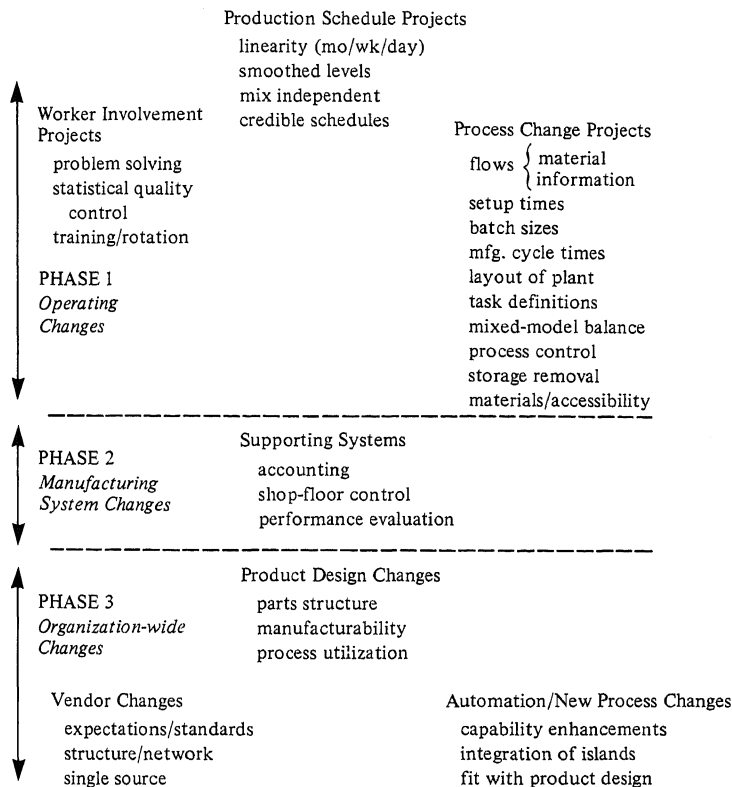 Production Schedule Projects
linearity (mo/wk/day)
smoothed levels
mix independent
credible schedules
Worker Involvement
Projects
problem solving
statistical quality
control
training/rotation
Process Change Projects
flows { material
information
setup times
batch sizes
mfg. cycle times
layout of plant
task definitions
mixed-model balance
process control
storage removal
materials/accessibility
PHASE 1
Operating
Changes
Supporting Systems
accounting
shop-floor control
performance evaluation
PHASE 2
Manufacturing
System Changes
Product Design Changes
parts structure
manufacturability
process utilization
PHASE 3
Organization-wide
Changes
Vendor Changes
expectations/standards
structure/network
single source
Automation/New Process Changes
capability enhancements
integration of islands
fit with product design